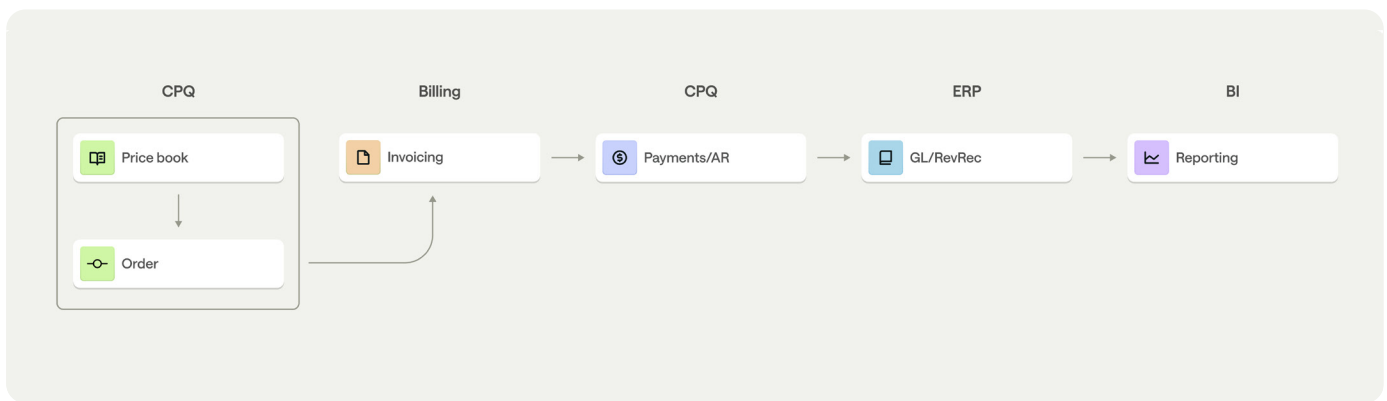 CPQ
Billing
CPQ
ERP
BI
Price book
Invoicing
Payments/AR
GL/RevRec
Reporting
Order